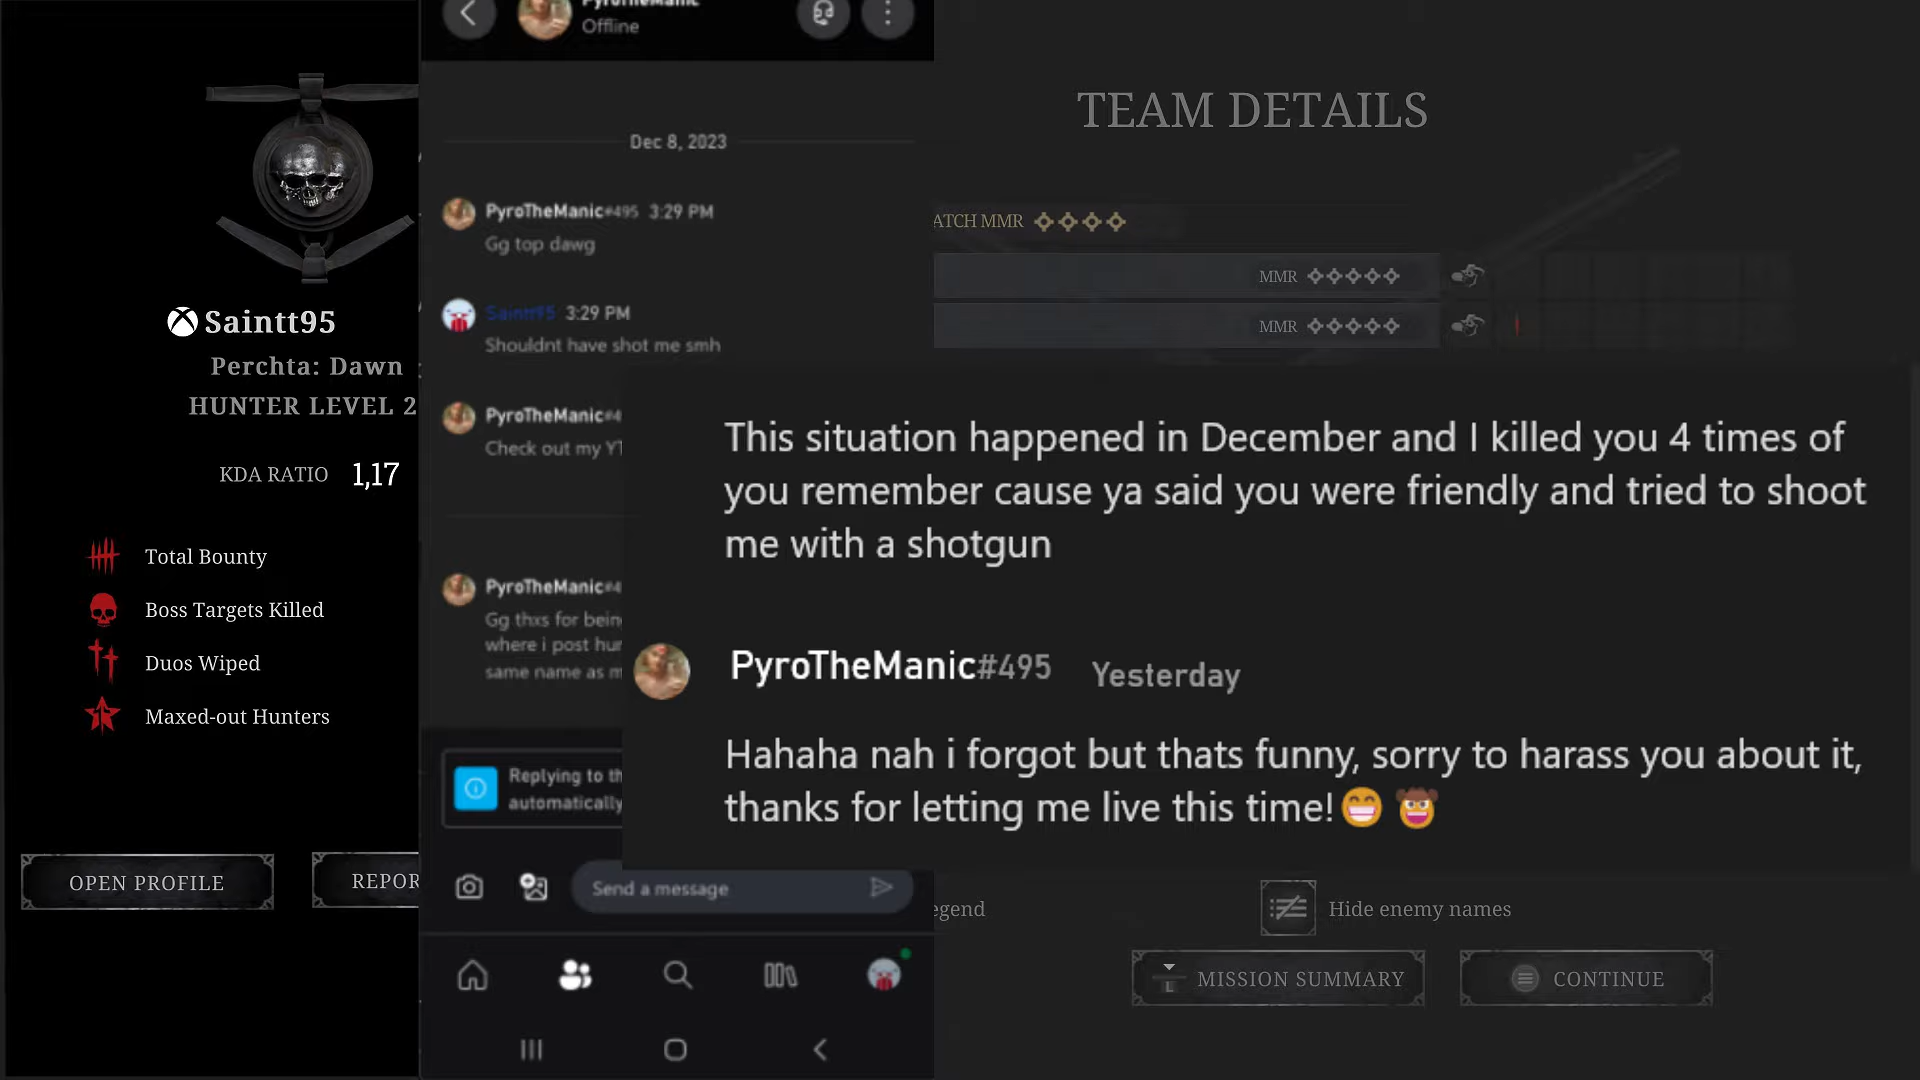 Saintt95
Perchta: Dawn
HUNTER LEVEL 2
KDA RATIO 1,17
Total Bounty
Boss Targets Killed
Duos Wiped
Maxed-out Hunters
OPEN PROFILE
REPOR
PyroTheManic
Offline
Dec 8, 2023
PyroTheManic#495 3:29 PM
Gg top dawg
Saintt95 3:29 PM
Shouldnt have shot me smh
PyroTheManic#4
Check out my YT
PyroTheManic#4
Gg thxs for bein
where i post hun
same name as m
Replying to th
automatically
Send a message
TEAM DETAILS
ATCH MMR
MMR
MMR
This situation happened in December and I killed you 4 times of
you remember cause ya said you were friendly and tried to shoot
me with a shotgun
PyroTheManic#495 Yesterday
Hahaha nah i forgot but thats funny, sorry to harass you about it,
thanks for letting me live this time!😁 🤠
egend
Hide enemy names
MISSION SUMMARY
CONTINUE